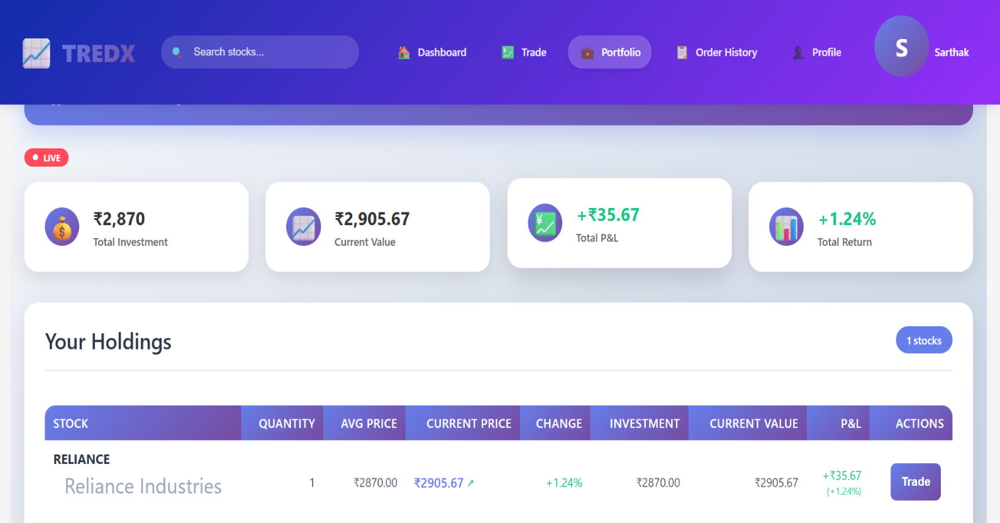 TREDX
Search stocks...
Dashboard
Trade
Portfolio
Order History
Profile
S
Sarthak
LIVE
₹2,870
Total Investment
₹2,905.67
Current Value
+₹35.67
Total P&L
+1.24%
Total Return
Your Holdings
1 stocks
STOCK QUANTITY AVG PRICE CURRENT PRICE CHANGE INVESTMENT CURRENT VALUE P&L ACTIONS
RELIANCE
Reliance Industries
1 ₹2870.00 ₹2905.67 ↗ +1.24% ₹2870.00 ₹2905.67 +₹35.67
(+1.24%)
Trade